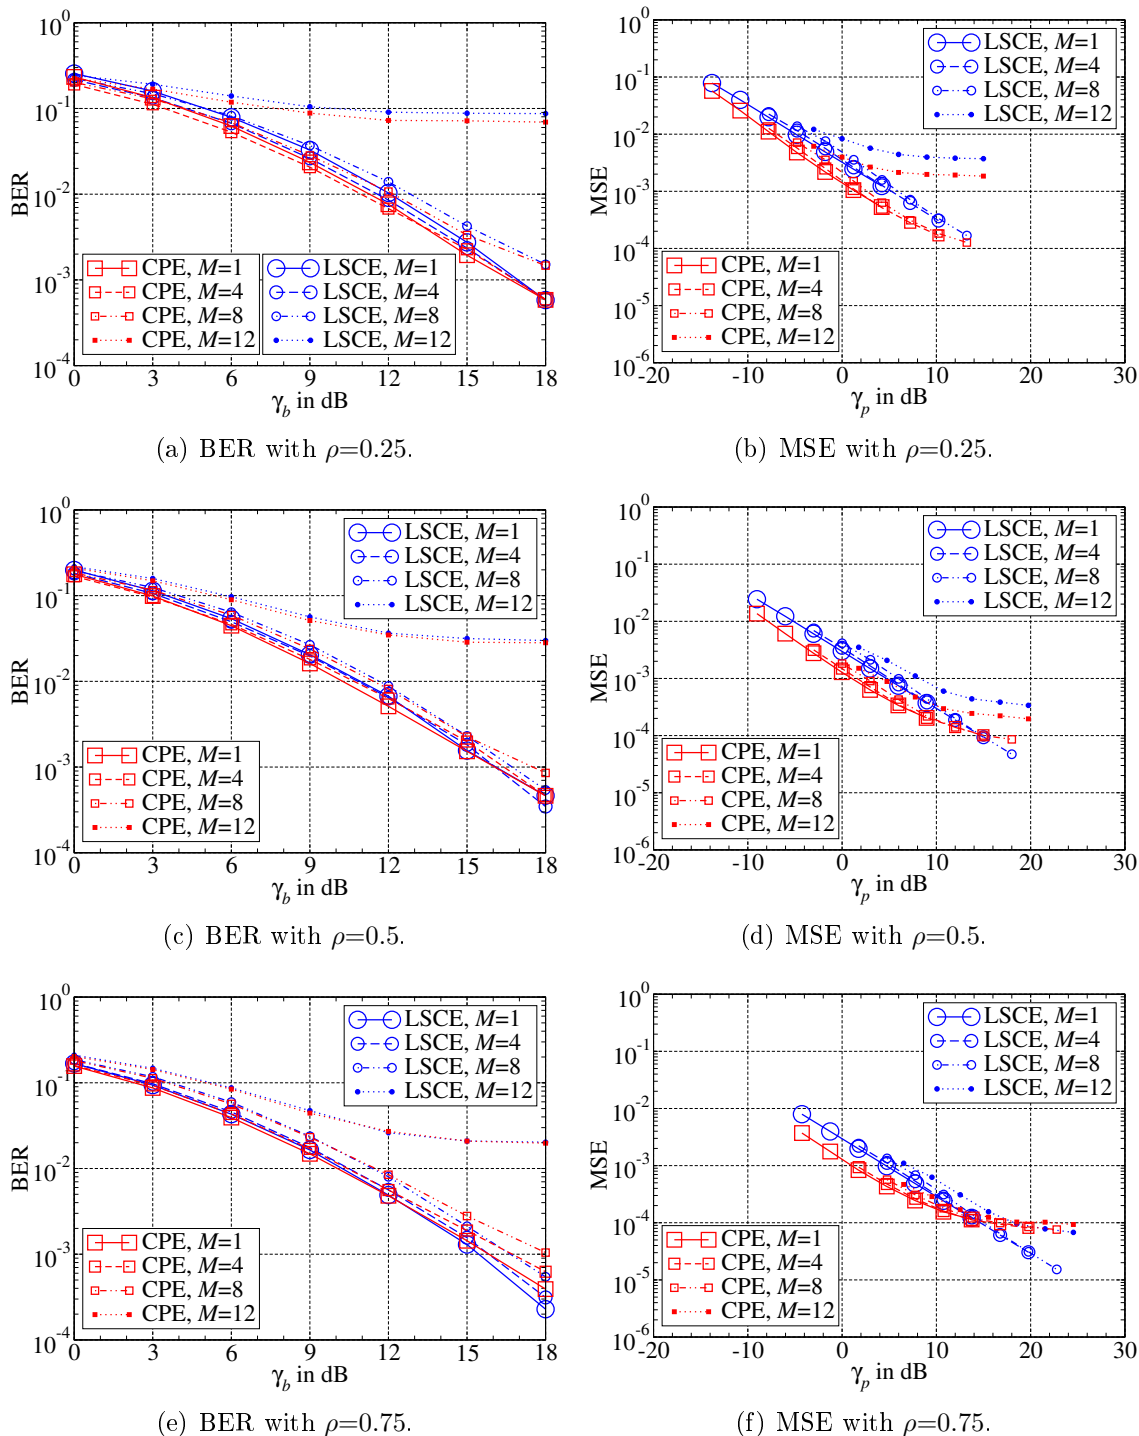 10^0
10^-1
10^-2
10^-3
10^-4
BER
0 3 6 9 12 15 18
γ_b in dB
CPE, M=1
CPE, M=4
CPE, M=8
CPE, M=12
LSCE, M=1
LSCE, M=4
LSCE, M=8
LSCE, M=12
(a) BER with ρ=0.25.
10^0
10^-1
10^-2
10^-3
10^-4
10^-5
10^-6
MSE
-20 -10 0 10 20 30
γ_p in dB
LSCE, M=1
LSCE, M=4
LSCE, M=8
LSCE, M=12
CPE, M=1
CPE, M=4
CPE, M=8
CPE, M=12
(b) MSE with ρ=0.25.
10^0
10^-1
10^-2
10^-3
10^-4
BER
0 3 6 9 12 15 18
γ_b in dB
LSCE, M=1
LSCE, M=4
LSCE, M=8
LSCE, M=12
CPE, M=1
CPE, M=4
CPE, M=8
CPE, M=12
(c) BER with ρ=0.5.
10^0
10^-1
10^-2
10^-3
10^-4
10^-5
10^-6
MSE
-20 -10 0 10 20 30
γ_p in dB
LSCE, M=1
LSCE, M=4
LSCE, M=8
LSCE, M=12
CPE, M=1
CPE, M=4
CPE, M=8
CPE, M=12
(d) MSE with ρ=0.5.
10^0
10^-1
10^-2
10^-3
10^-4
BER
0 3 6 9 12 15 18
γ_b in dB
LSCE, M=1
LSCE, M=4
LSCE, M=8
LSCE, M=12
CPE, M=1
CPE, M=4
CPE, M=8
CPE, M=12
(e) BER with ρ=0.75.
10^0
10^-1
10^-2
10^-3
10^-4
10^-5
10^-6
MSE
-20 -10 0 10 20 30
γ_p in dB
LSCE, M=1
LSCE, M=4
LSCE, M=8
LSCE, M=12
CPE, M=1
CPE, M=4
CPE, M=8
CPE, M=12
(f) MSE with ρ=0.75.